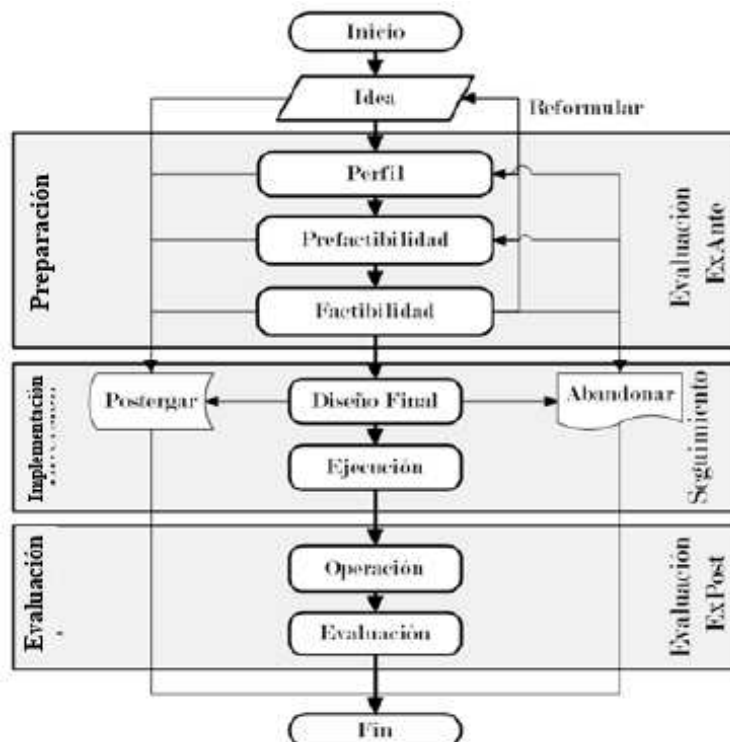 Inicio
Idea
Reformular
Perfil
Prefactibilidad
Factibilidad
Preparación
Evaluación
ExAnte
Postergar
Diseño Final
Abandonar
Ejecución
Implementación
Seguimiento
Operación
Evaluación
Evaluación
Evaluación
ExPost
Fin